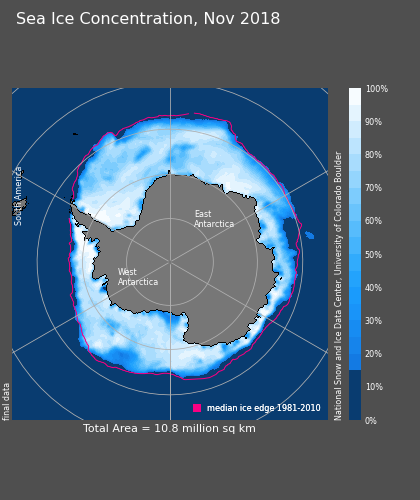 Sea Ice Concentration, Nov 2018
South America
East
Antarctica
West
Antarctica
final data
median ice edge 1981-2010
Total Area = 10.8 million sq km
National Snow and Ice Data Center, University of Colorado Boulder
100%
90%
80%
70%
60%
50%
40%
30%
20%
10%
0%